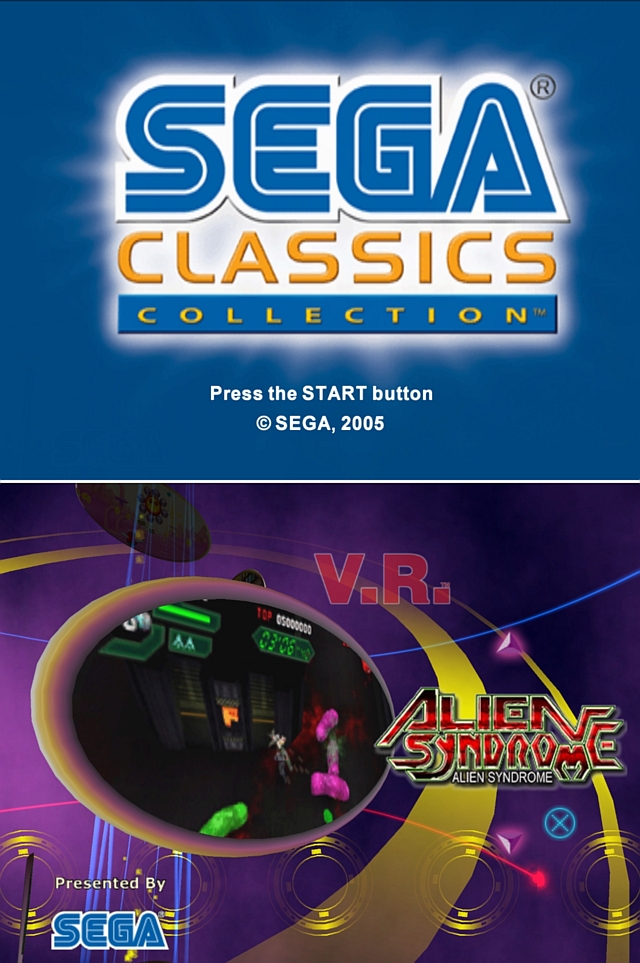 SEGA®
CLASSICS
COLLECTION™
Press the START button
© SEGA, 2005
V.R.™
TOP 05000000
03'06
ALIEN
SYNDROME
ALIEN SYNDROME
Presented By
SEGA®